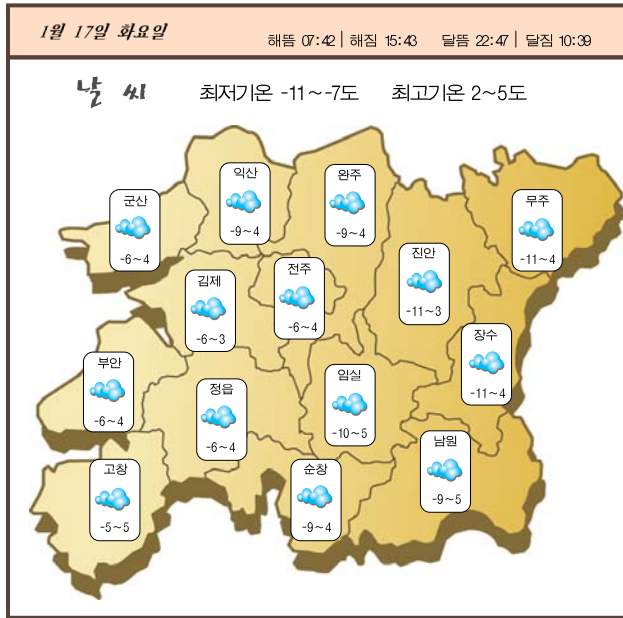 1월 17일 화요일
해뜸 07:42 | 해짐 15:43 달뜸 22:47 | 달짐 10:39
날 씨 최저기온 -11~-7도 최고기온 2~5도
군산
-6~4
익산
-9~4
완주
-9~4
무주
-11~4
김제
-6~3
전주
-6~4
진안
-11~3
장수
-11~4
부안
-6~4
정읍
-6~4
임실
-10~5
남원
-9~5
고창
-5~5
순창
-9~4